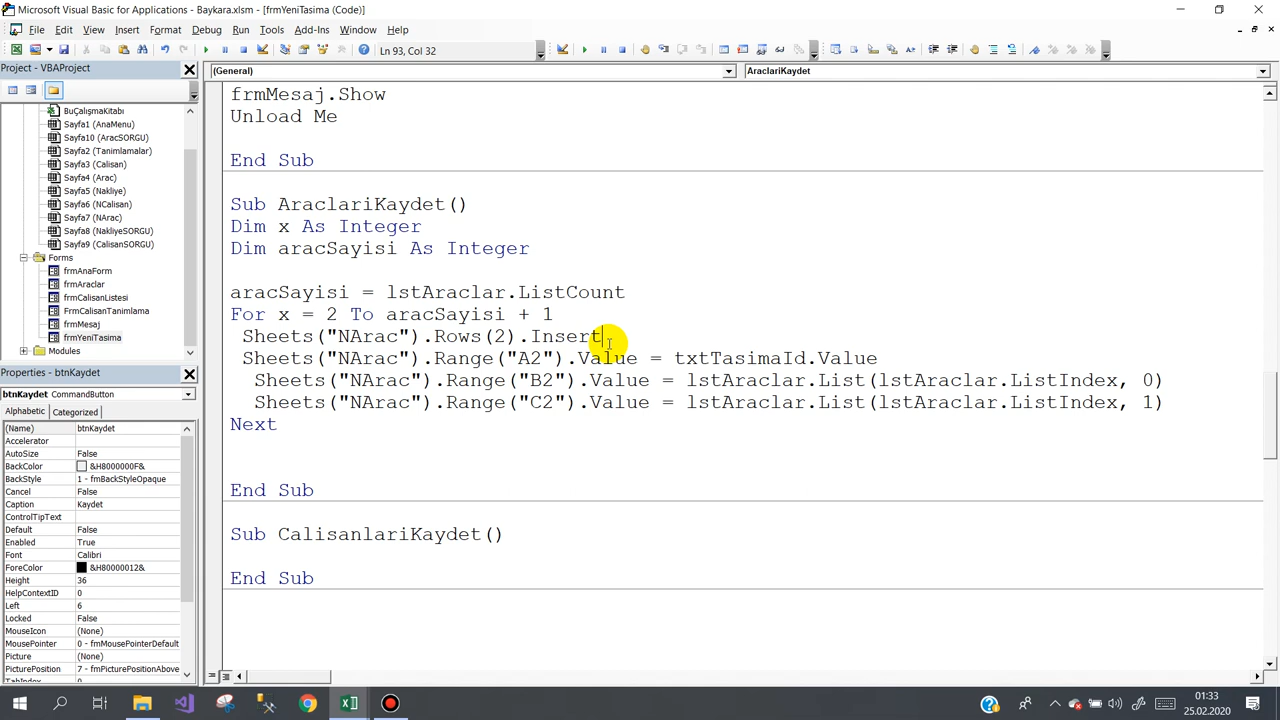 Microsoft Visual Basic for Applications - Baykara.xlsm - [frmYeniTasima (Code)]
File Edit View Insert Format Debug Run Tools Add-Ins Window Help
Ln 93, Col 32
Project - VBAProject
(General)
AraclariKaydet
BuÇalışmaKitabı
Sayfa1 (AnaMenu)
Sayfa10 (AracSORGU)
Sayfa2 (Tanimlamalar)
Sayfa3 (Calisan)
Sayfa4 (Arac)
Sayfa5 (Nakliye)
Sayfa6 (NCalisan)
Sayfa7 (NArac)
Sayfa8 (NakliyeSORGU)
Sayfa9 (CalisanSORGU)
Forms
frmAnaForm
frmAraclar
frmCalisanListesi
FrmCalisanTanimlama
frmMesaj
frmYeniTasima
Modules
Properties - btnKaydet
btnKaydet CommandButton
Alphabetic Categorized
(Name) btnKaydet
Accelerator
AutoSize False
BackColor &H8000000F&
BackStyle 1 - fmBackStyleOpaque
Cancel False
Caption Kaydet
ControlTipText
Default False
Enabled True
Font Calibri
ForeColor &H80000012&
Height 36
HelpContextID 0
Left 6
Locked False
MouseIcon (None)
MousePointer 0 - fmMousePointerDefault
Picture (None)
PicturePosition 7 - fmPicturePositionAbove
frmMesaj.Show
Unload Me
End Sub
Sub AraclariKaydet()
Dim x As Integer
Dim aracSayisi As Integer
aracSayisi = lstAraclar.ListCount
For x = 2 To aracSayisi + 1
Sheets("NArac").Rows(2).Insert
Sheets("NArac").Range("A2").Value = txtTasimaId.Value
Sheets("NArac").Range("B2").Value = lstAraclar.List(lstAraclar.ListIndex, 0)
Sheets("NArac").Range("C2").Value = lstAraclar.List(lstAraclar.ListIndex, 1)
Next
End Sub
Sub CalisanlariKaydet()
End Sub
01:33
25.02.2020